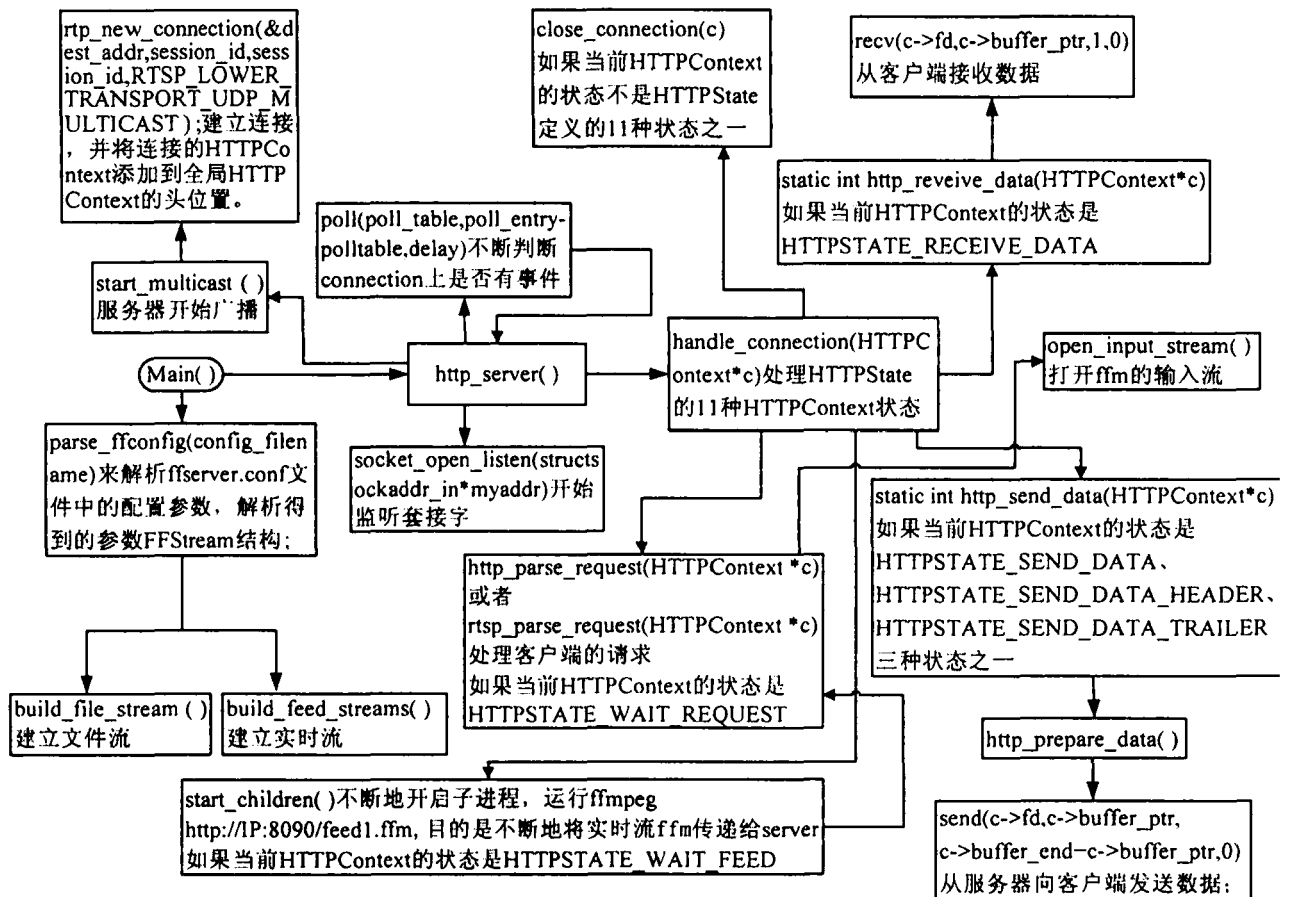 rtp_new_connection(&d
est_addr,session_id,sess
ion_id,RTSP_LOWER_
TRANSPORT_UDP_M
ULTICAST);建立连接
，并将连接的HTTPCo
ntext添加到全局HTTP
Context的头位置。
close_connection(c)
如果当前HTTPContext
的状态不是HTTPState
定义的11种状态之一
recv(c->fd,c->buffer_ptr,1,0)
从客户端接收数据
static int http_reveive_data(HTTPContext*c)
如果当前HTTPContext的状态是
HTTPSTATE_RECEIVE_DATA
poll(poll_table,poll_entry-
polltable,delay)不断判断
connection上是否有事件
start_multicast ( )
服务器开始广播
Main( )
http_server( )
handle_connection(HTTPC
ontext*c)处理HTTPState
的11种HTTPContext状态
open_input_stream( )
打开ffm的输入流
parse_ffconfig(config_filen
ame)来解析ffserver.conf文
件中的配置参数，解析得
到的参数FFStream结构；
socket_open_listen(structs
ockaddr_in*myaddr)开始
监听套接字
static int http_send_data(HTTPContext*c)
如果当前HTTPContext的状态是
HTTPSTATE_SEND_DATA、
HTTPSTATE_SEND_DATA_HEADER、
HTTPSTATE_SEND_DATA_TRAILER
三种状态之一
http_parse_request(HTTPContext *c)
或者
rtsp_parse_request(HTTPContext *c)
处理客户端的请求
如果当前HTTPContext的状态是
HTTPSTATE_WAIT_REQUEST
build_file_stream ( )
建立文件流
build_feed_streams( )
建立实时流
http_prepare_data( )
start_children( )不断地开启子进程，运行ffmpeg
http://IP:8090/feed1.ffm, 目的是不断地将实时流ffm传递给server
如果当前HTTPContext的状态是HTTPSTATE_WAIT_FEED
send(c->fd,c->buffer_ptr,
c->buffer_end−c->buffer_ptr,0)
从服务器向客户端发送数据；